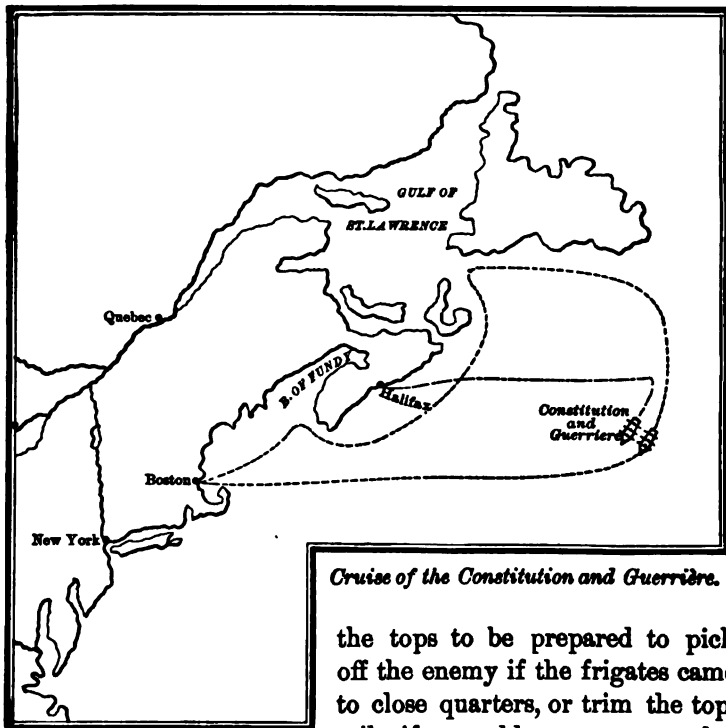 GULF OF
ST. LAWRENCE
Quebec
B. OF FUNDY
Halifax
Constitution
and
Guerriere
Boston
New York
Cruise of the Constitution and Guerrière.
the tops to be prepared to pick
off the enemy if the frigates came
to close quarters, or trim the top